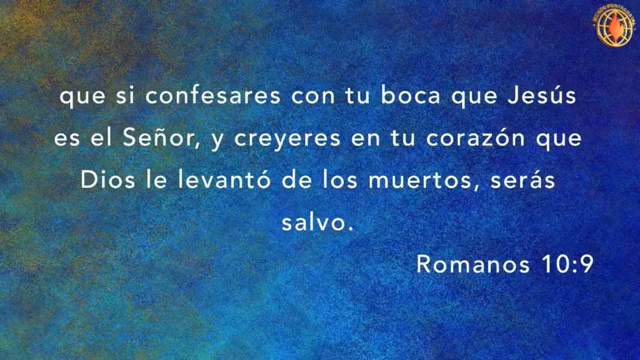 que si confesares con tu boca que Jesús
es el Señor, y creyeres en tu corazón que
Dios le levantó de los muertos, serás
salvo.
Romanos 10:9